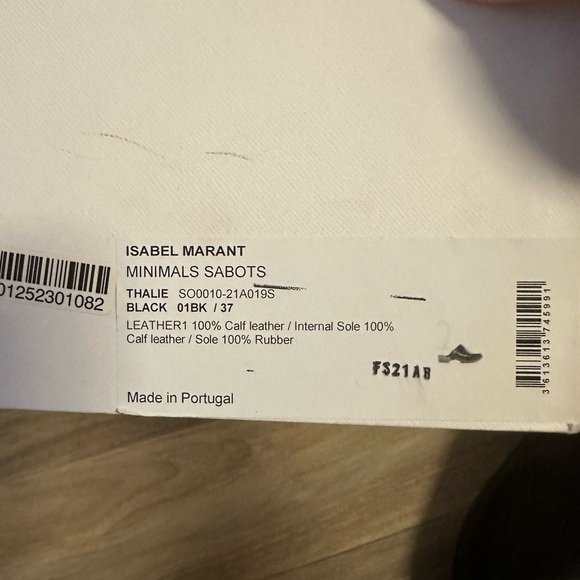 ISABEL MARANT
MINIMALS SABOTS
THALIE SO0010-21A019S
BLACK 01BK / 37
LEATHER1 100% Calf leather / Internal Sole 100%
Calf leather / Sole 100% Rubber
FS21AH
Made in Portugal
01252301082
3613613745991